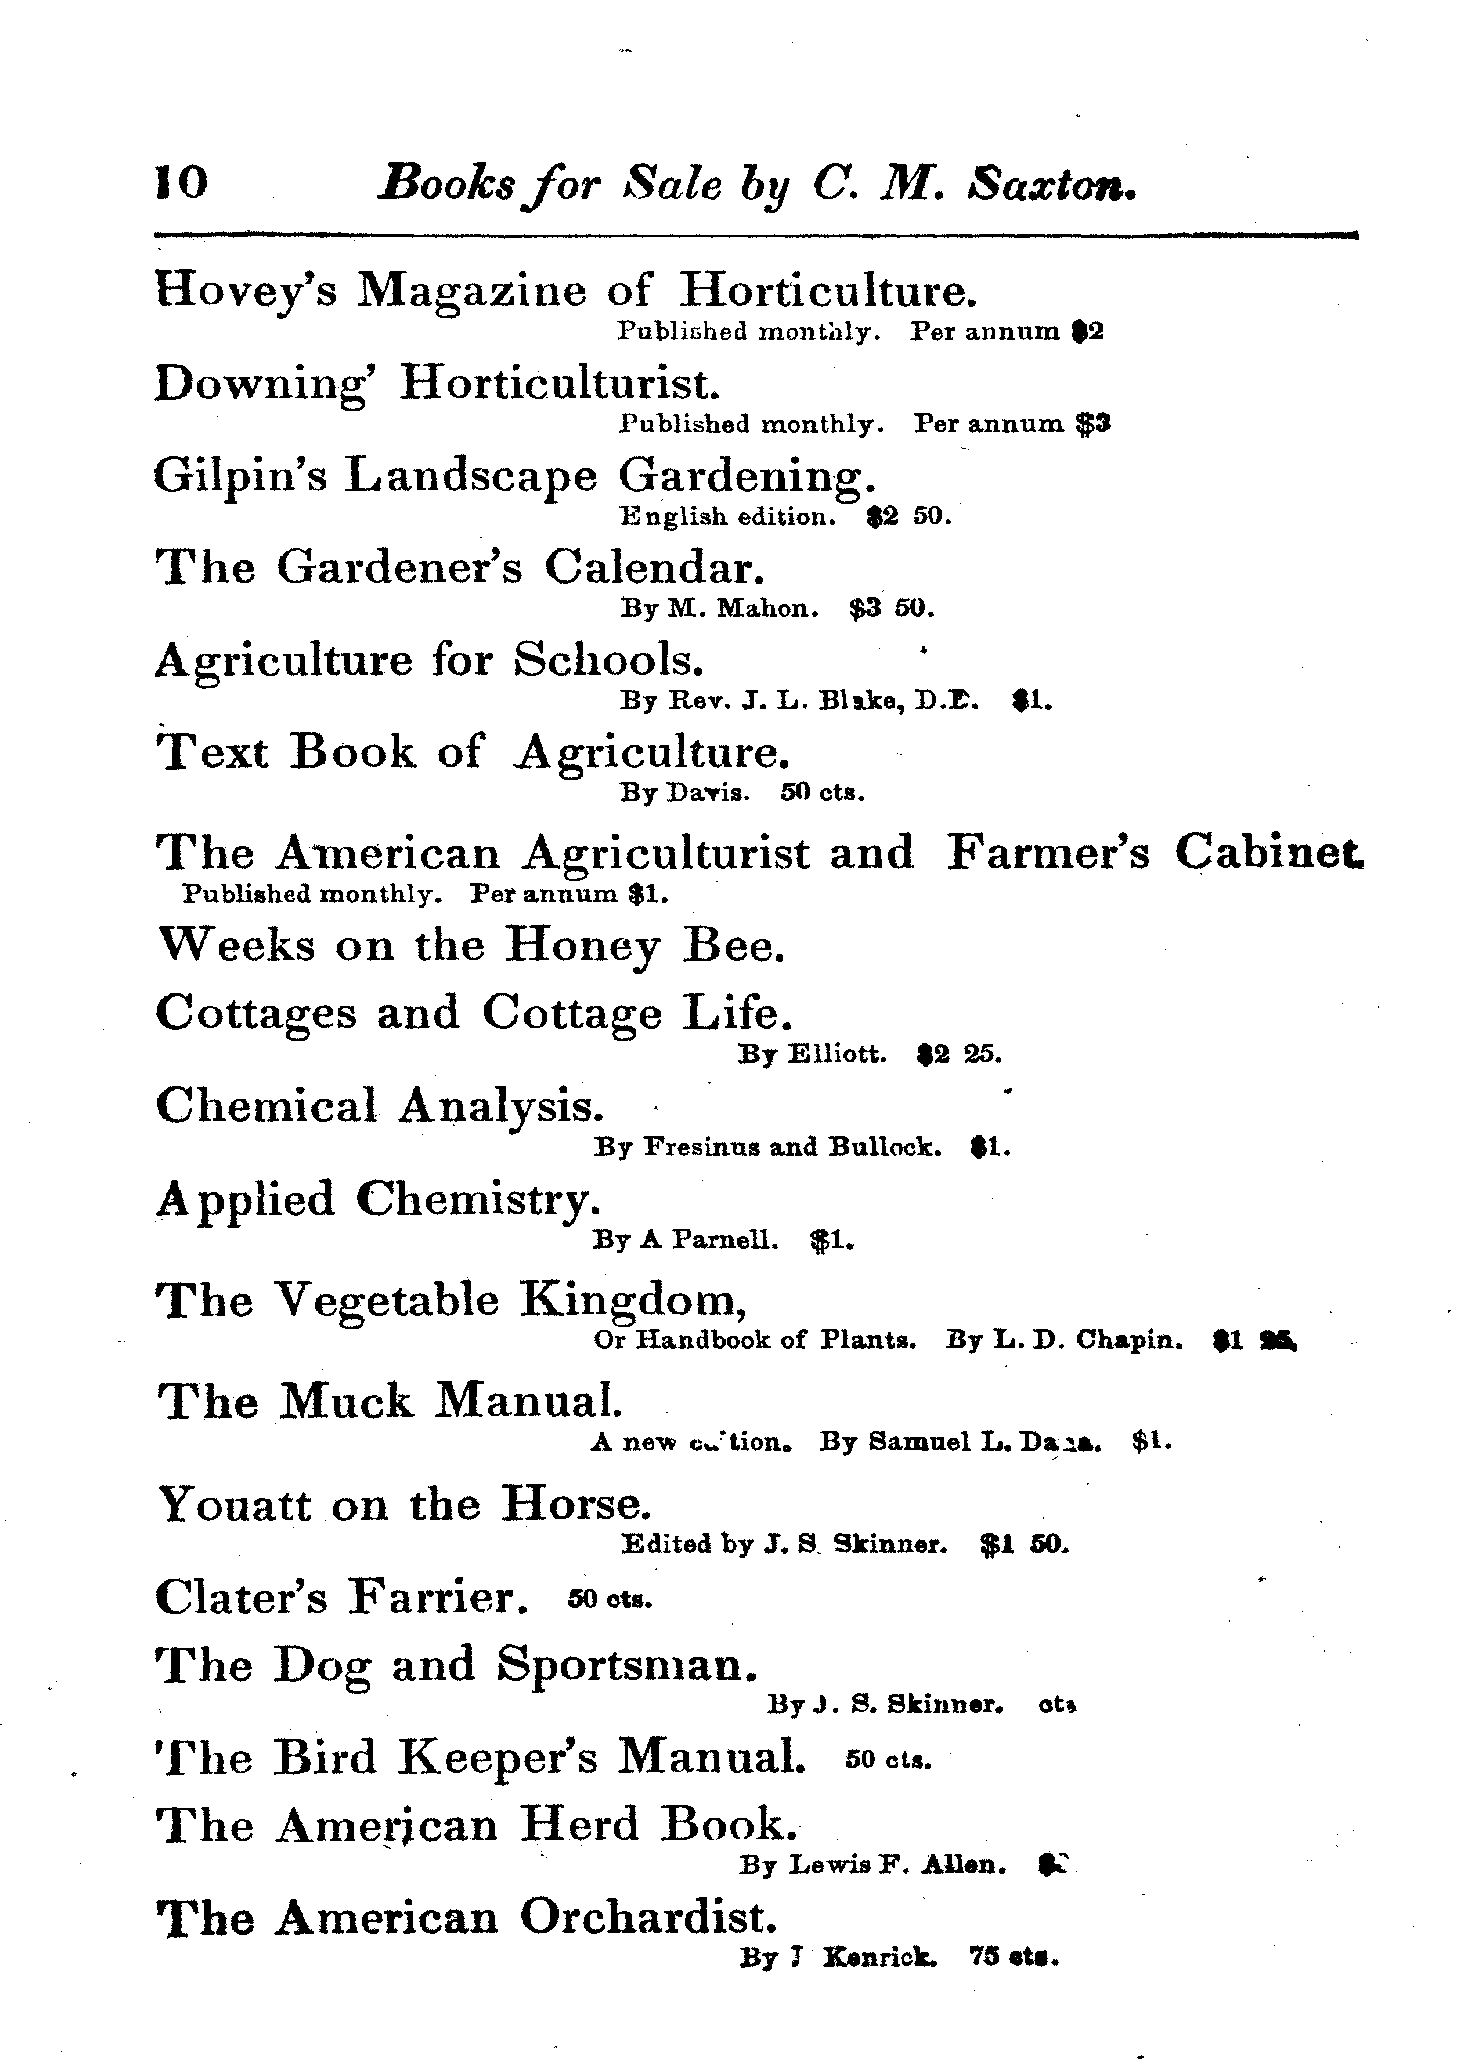 10 Books for Sale by C. M. Saxton.
Hovey's Magazine of Horticulture.
Published monthly. Per annum $2
Downing' Horticulturist.
Published monthly. Per annum $3
Gilpin's Landscape Gardening.
English edition. $2 50.
The Gardener's Calendar.
By M. Mahon. $3 50.
Agriculture for Schools.
By Rev. J. L. Blake, D.D. $1.
Text Book of Agriculture.
By Davis. 50 cts.
The American Agriculturist and Farmer's Cabinet
Published monthly. Per annum $1.
Weeks on the Honey Bee.
Cottages and Cottage Life.
By Elliott. $2 25.
Chemical Analysis.
By Fresinus and Bullock. $1.
Applied Chemistry.
By A Parnell. $1.
The Vegetable Kingdom,
Or Handbook of Plants. By L. D. Chapin. $1 25,
The Muck Manual.
A new edition. By Samuel L. Dana. $1.
Youatt on the Horse.
Edited by J. S. Skinner. $1 50.
Clater's Farrier. 50 cts.
The Dog and Sportsman.
By J. S. Skinner. cts
The Bird Keeper's Manual. 50 cts.
The American Herd Book.
By Lewis F. Allen.
The American Orchardist.
By J Kenrick. 75 cts.